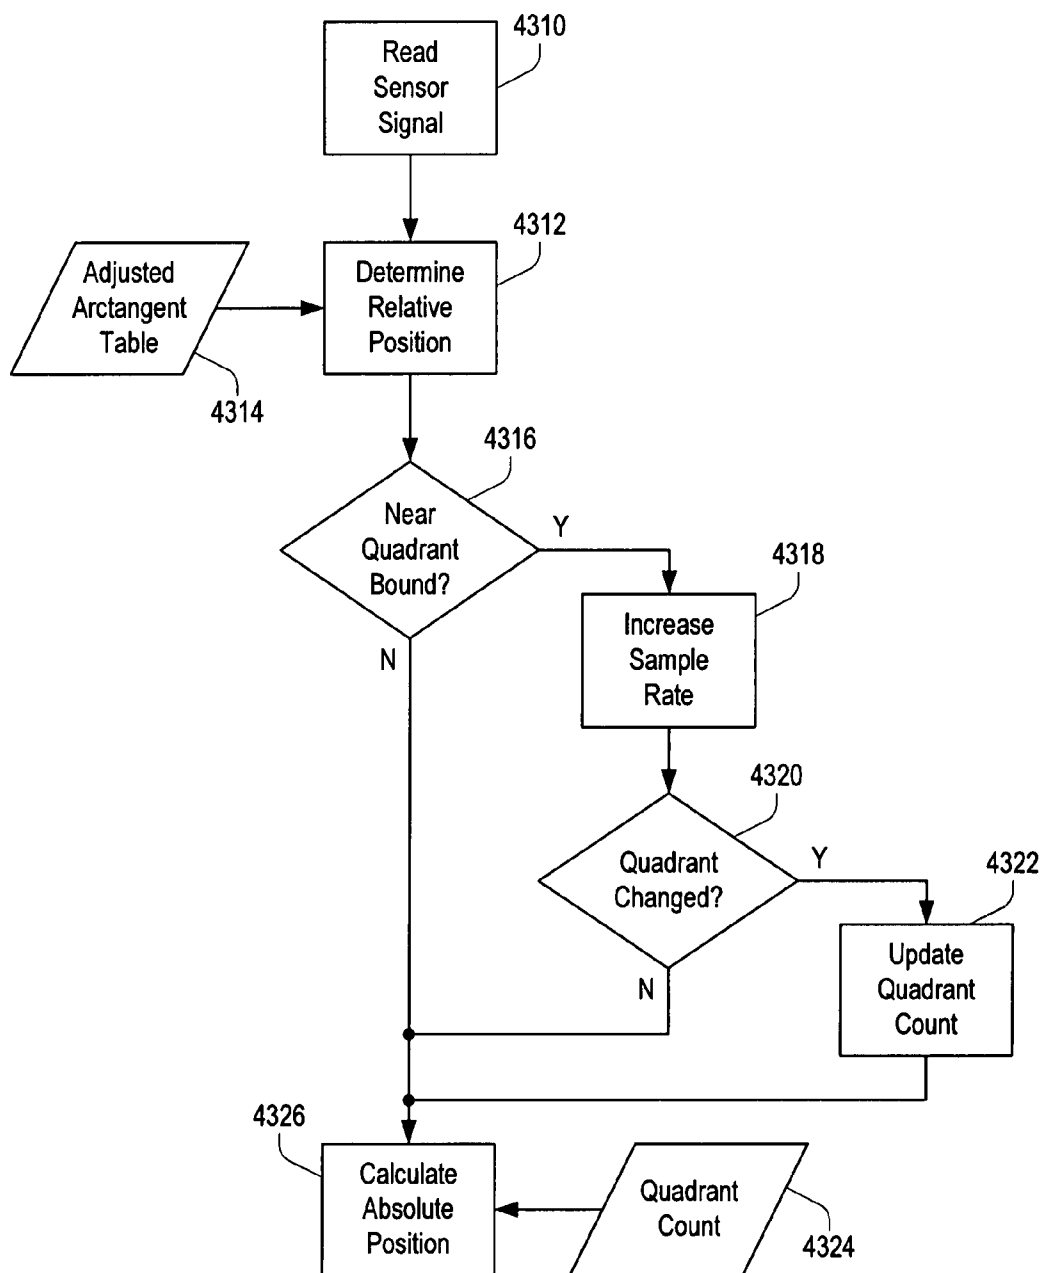 4310
Read
Sensor
Signal
4312
Adjusted
Arctangent
Table
Determine
Relative
Position
4314
4316
Near
Quadrant
Bound?
Y
N
4318
Increase
Sample
Rate
4320
Quadrant
Changed?
Y
N
4322
Update
Quadrant
Count
4326
Calculate
Absolute
Position
Quadrant
Count
4324